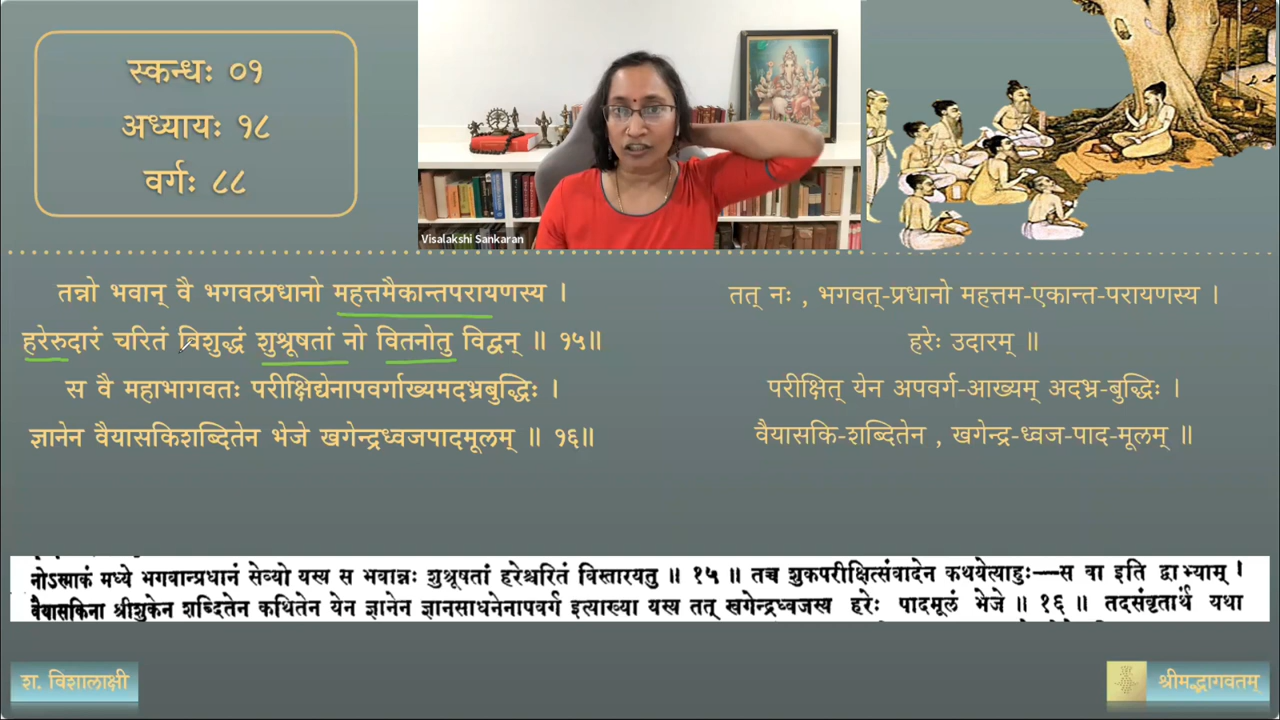 स्कन्धः ०१
अध्यायः १८
वर्गः ८८
Visalakshi Sankaran
तन्नो भवान् वै भगवत्प्रधानो महत्तमैकान्तपरायणस्य ।
हरेरुदारं चरितं विशुद्धं शुश्रूषतां नो वितनोतु विद्वन् ॥ १५॥
स वै महाभागवतः परीक्षिद्येनापवर्गाख्यमदभ्रबुद्धिः ।
ज्ञानेन वैयासकिशब्दितेन भेजे खगेन्द्रध्वजपादमूलम् ॥ १६॥
तत् नः , भगवत्-प्रधानो महत्तम-एकान्त-परायणस्य ।
हरेः उदारम् ॥
परीक्षित् येन अपवर्ग-आख्यम् अदभ्र-बुद्धिः ।
वैयासकि-शब्दितेन , खगेन्द्र-ध्वज-पाद-मूलम् ॥
नोऽस्माकं मध्ये भगवान्प्रधानं सेव्यो यस्य स भवान्नः शुश्रूषतां हरेश्चरितं विस्तारयतु ॥ १५ ॥ तच्च शुकपरीक्षित्संवादेन कथयेत्याहुः—स वा इति द्वाभ्याम् ।
वैयासकिना श्रीशुकेन शब्दितेन कथितेन येन ज्ञानेन ज्ञानसाधनेनापवर्ग इत्याख्या यस्य तत् खगेन्द्रध्वजस्य हरेः पादमूलं भेजे ॥ १६ ॥ तदसंवृतार्थं यथा
श. विशालाक्षी
श्रीमद्भागवतम्